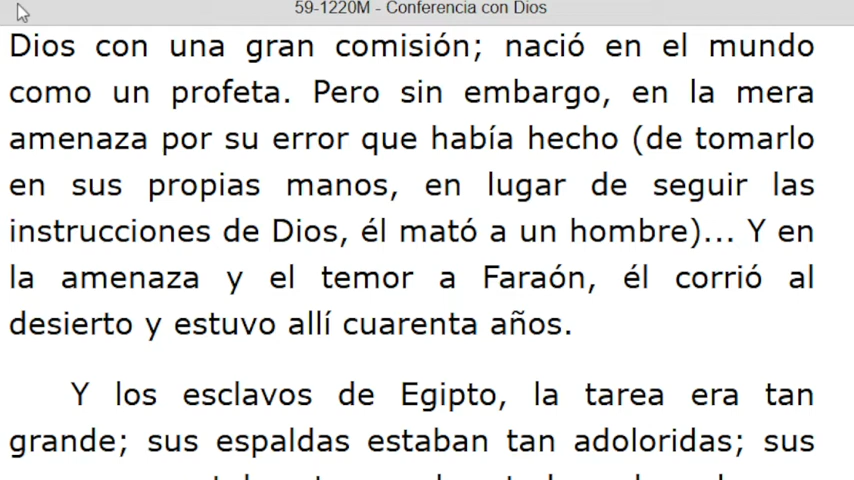 59-1220M - Conferencia con Dios
Dios con una gran comisión; nació en el mundo
como un profeta. Pero sin embargo, en la mera
amenaza por su error que había hecho (de tomarlo
en sus propias manos, en lugar de seguir las
instrucciones de Dios, él mató a un hombre)... Y en
la amenaza y el temor a Faraón, él corrió al
desierto y estuvo allí cuarenta años.
Y los esclavos de Egipto, la tarea era tan
grande; sus espaldas estaban tan adoloridas; sus